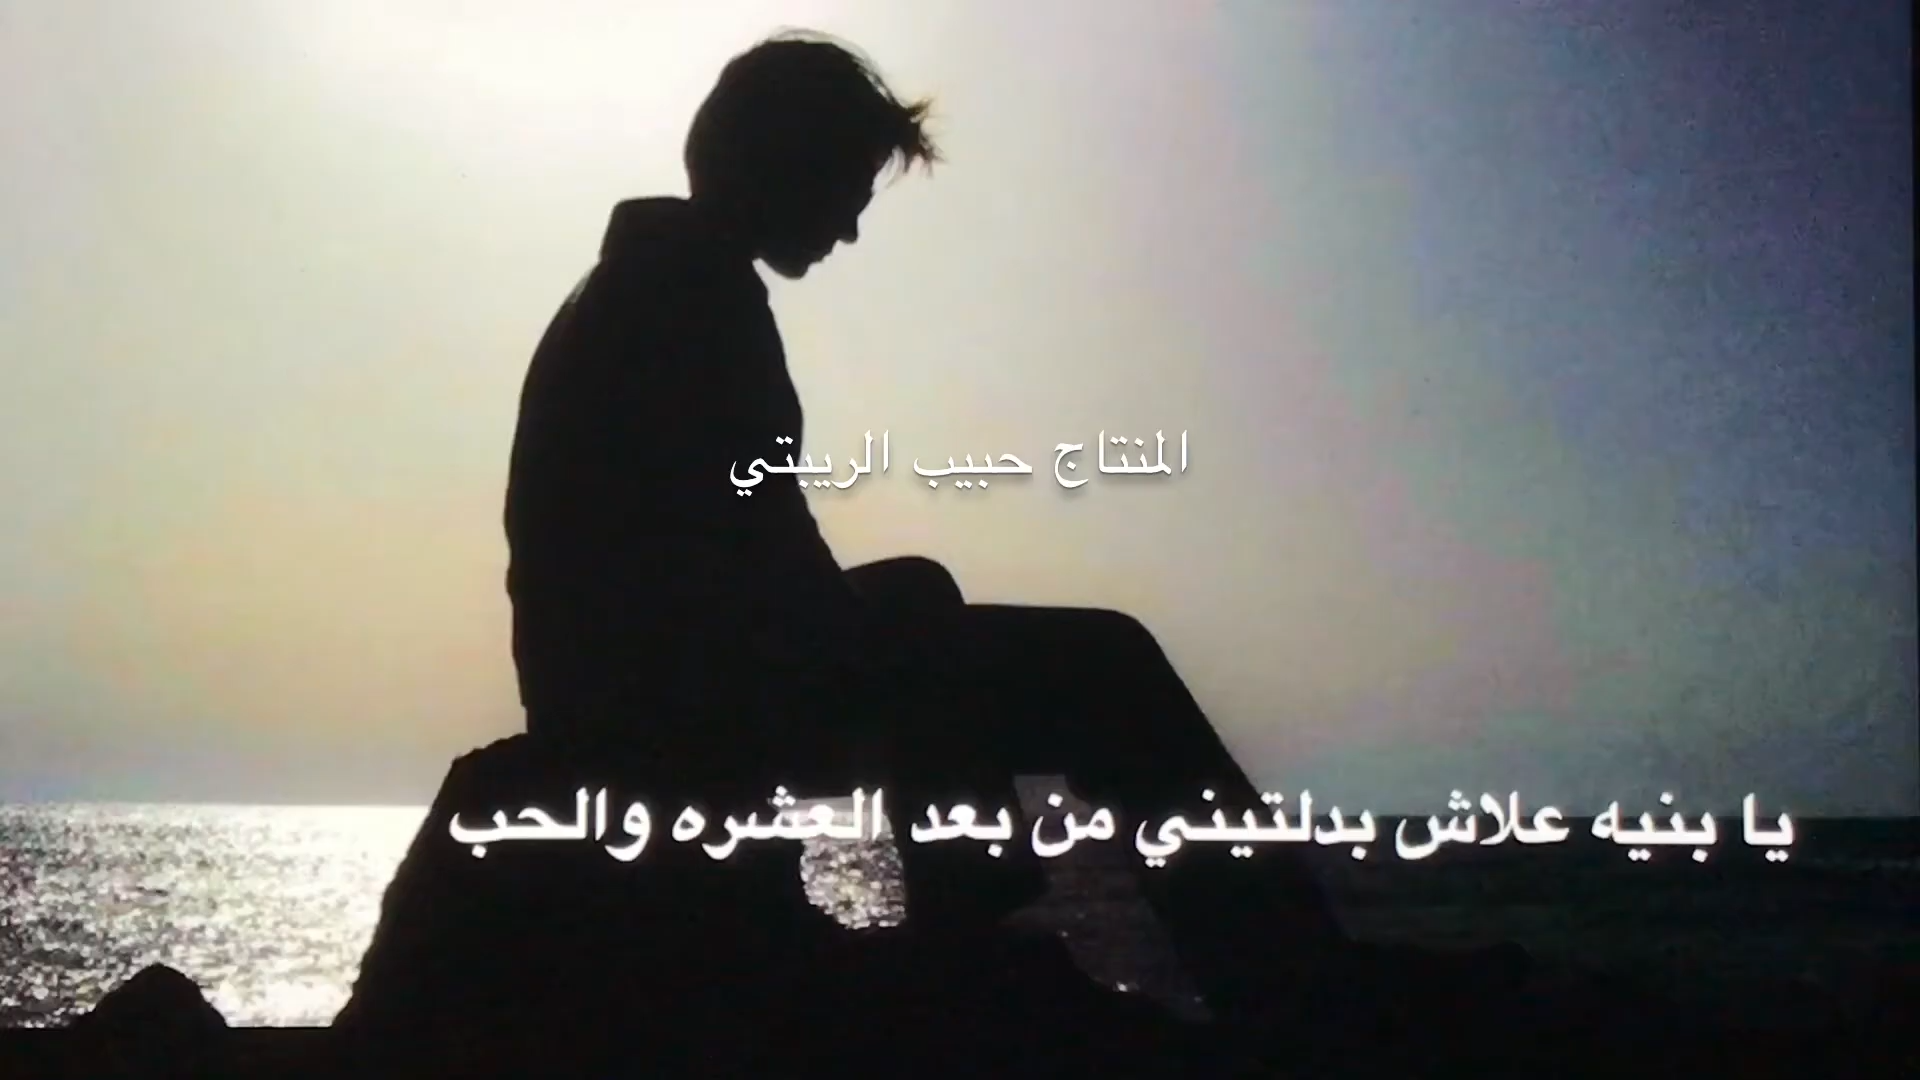 المنتاج حبيب الريبتي
يا بنيه علاش بدلتيني من بعد العشره والحب